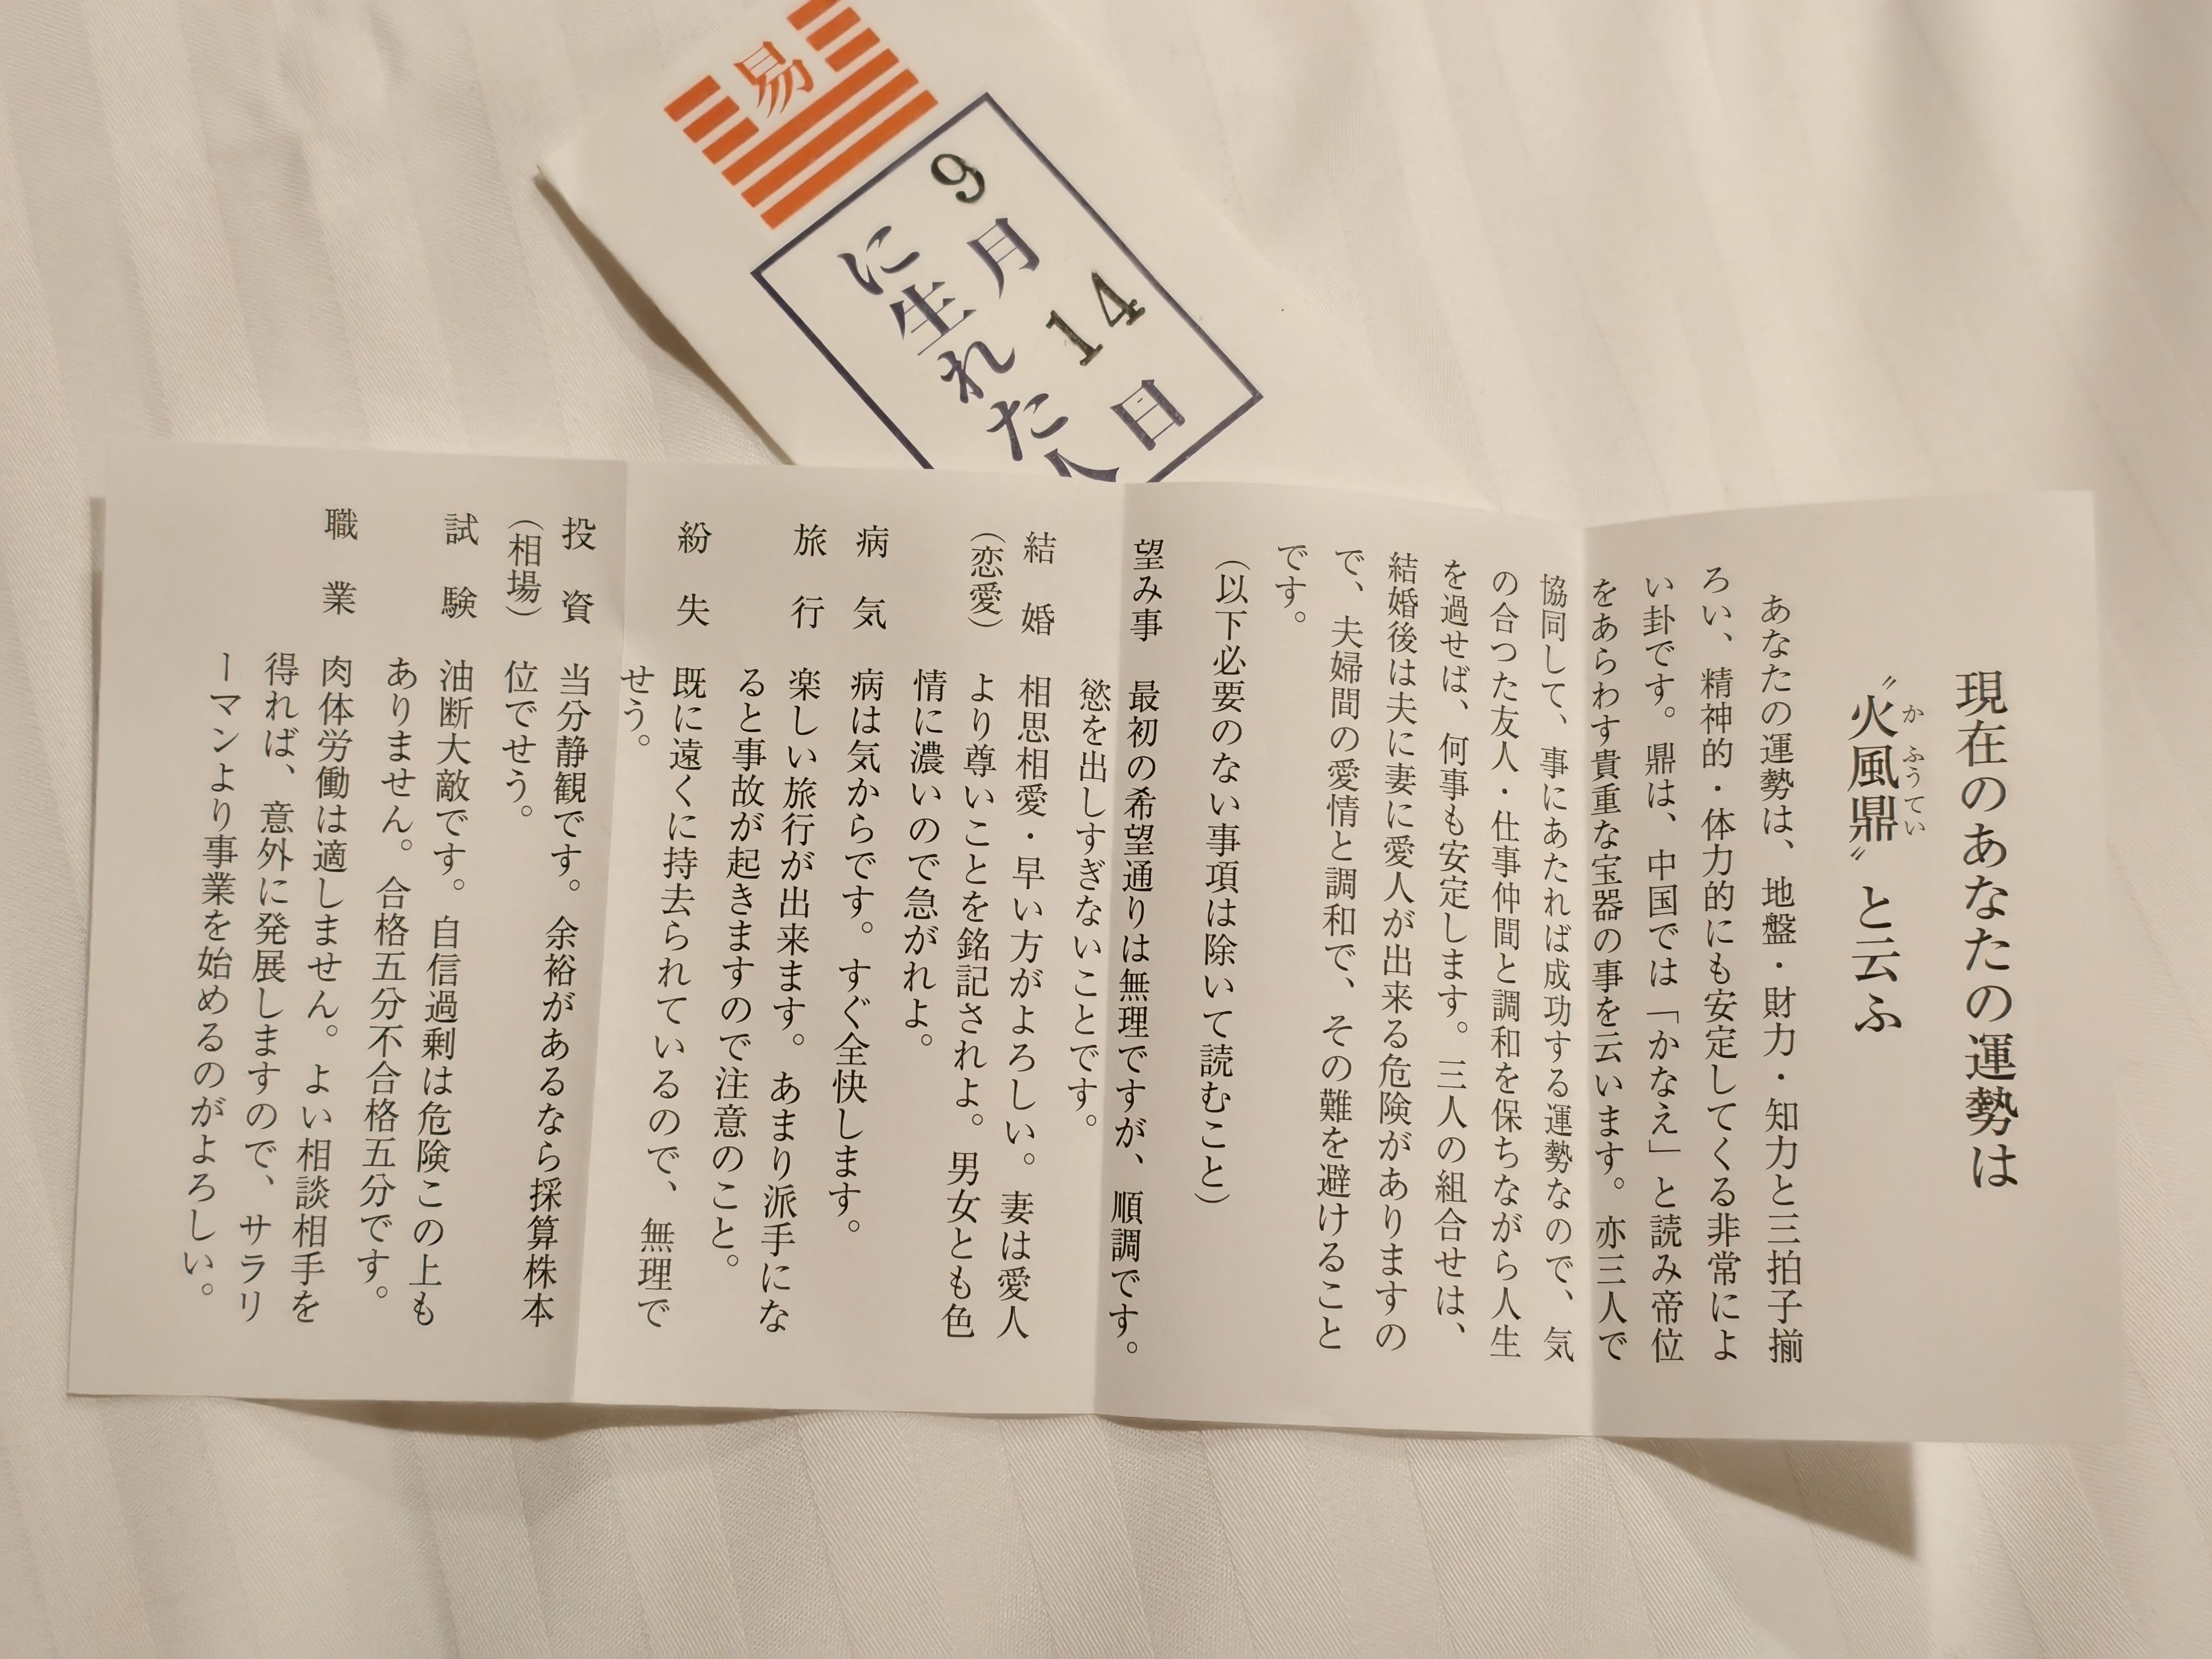 易
9月14日
に生れた人
現在のあなたの運勢は
〝火風鼎〟と云ふ
かふうてい
あなたの運勢は、地盤・財力・知力と三拍子揃
ろい、精神的・体力的にも安定してくる非常によ
い卦です。鼎は、中国では「かなえ」と読み帝位
をあらわす貴重な宝器の事を云います。亦三人で
協同して、事にあたれば成功する運勢なので、気
の合つた友人・仕事仲間と調和を保ちながら人生
を過せば、何事も安定します。三人の組合せは、
結婚後は夫に妻に愛人が出来る危険がありますの
で、夫婦間の愛情と調和で、その難を避けること
です。
(以下必要のない事項は除いて読むこと)
望み事 最初の希望通りは無理ですが、順調です。
慾を出しすぎないことです。
結婚 相思相愛・早い方がよろしい。妻は愛人
(恋愛) より尊いことを銘記されよ。男女とも色
情に濃いので急がれよ。
病気 病は気からです。すぐ全快します。
旅行 楽しい旅行が出来ます。あまり派手にな
ると事故が起きますので注意のこと。
紛失 既に遠くに持去られているので、無理で
せう。
投資 当分静観です。余裕があるなら採算株本
(相場) 位でせう。
試験 油断大敵です。自信過剰は危険この上も
ありません。合格五分不合格五分です。
職業 肉体労働は適しません。よい相談相手を
得れば、意外に発展しますので、サラリ
ーマンより事業を始めるのがよろしい。